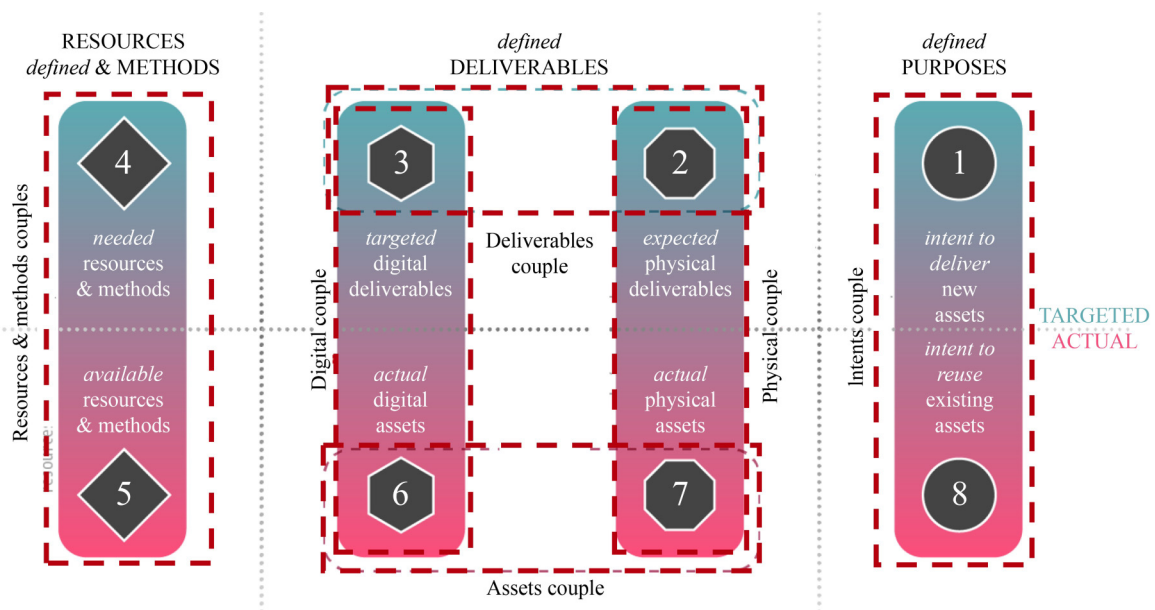 RESOURCES
defined & METHODS
defined
DELIVERABLES
defined
PURPOSES
Resources & methods couples
4
needed
resources
& methods
available
resources
& methods
5
resource:
Digital couple
3
targeted
digital
deliverables
actual
digital
assets
6
Deliverables
couple
2
expected
physical
deliverables
actual
physical
assets
7
Physical couple
Assets couple
Intents couple
1
intent to
deliver
new
assets
intent to
reuse
existing
assets
8
TARGETED
ACTUAL